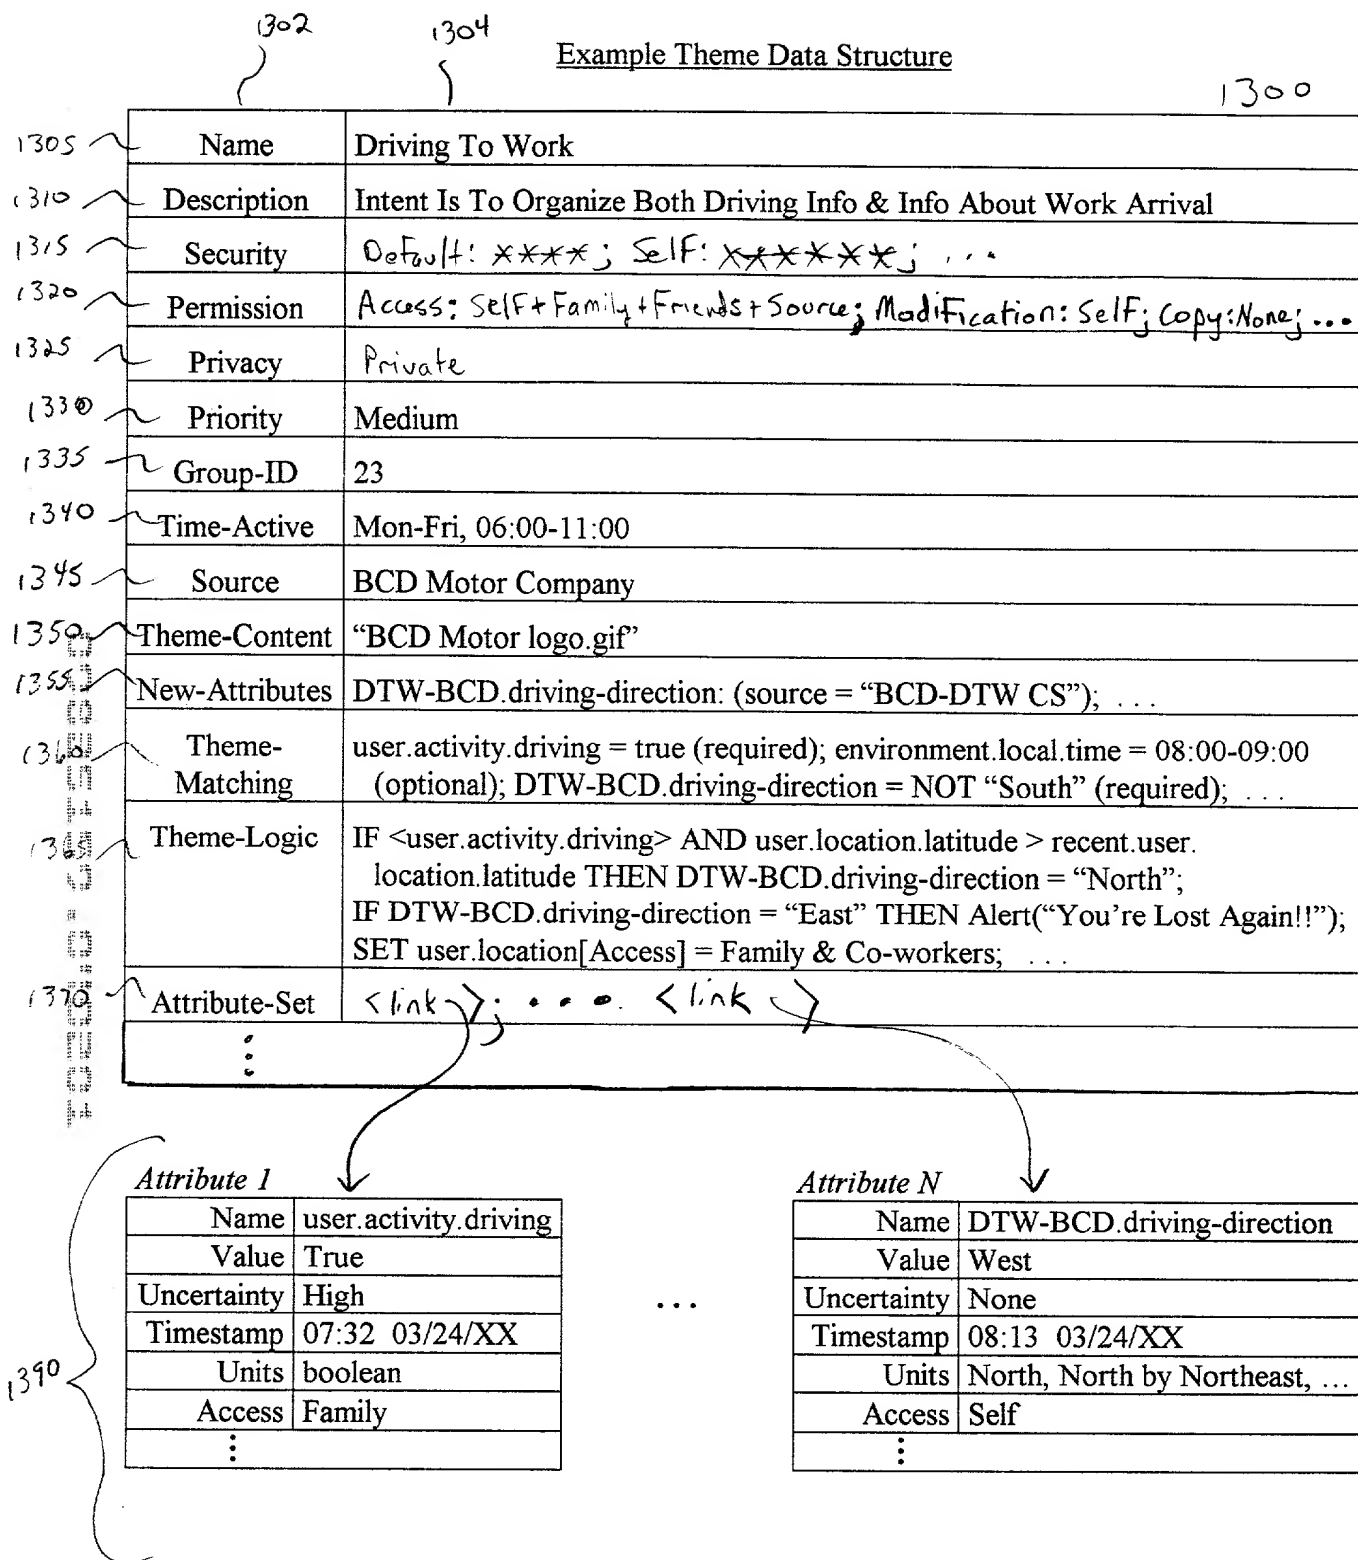 1302
1304
Example Theme Data Structure
1300
1305 Name Driving To Work
1310 Description Intent Is To Organize Both Driving Info & Info About Work Arrival
1315 Security Default: ****; Self: ******; ...
1320 Permission Access: Self+Family+Friends+Source; Modification: Self; Copy:None; ...
1325 Privacy Private
1330 Priority Medium
1335 Group-ID 23
1340 Time-Active Mon-Fri, 06:00-11:00
1345 Source BCD Motor Company
1350 Theme-Content “BCD Motor logo.gif”
1355 New-Attributes DTW-BCD.driving-direction: (source = “BCD-DTW CS”); ...
1360 Theme- user.activity.driving = true (required); environment.local.time = 08:00-09:00
Matching (optional); DTW-BCD.driving-direction = NOT “South” (required); ...
1365 Theme-Logic IF <user.activity.driving> AND user.location.latitude > recent.user.
location.latitude THEN DTW-BCD.driving-direction = “North”;
IF DTW-BCD.driving-direction = “East” THEN Alert(“You're Lost Again!!”);
SET user.location[Access] = Family & Co-workers; ...
1370 Attribute-Set <link>; .... <link>
Attribute 1
Name user.activity.driving
Value True
Uncertainty High
Timestamp 07:32 03/24/XX
Units boolean
Access Family
...
Attribute N
Name DTW-BCD.driving-direction
Value West
Uncertainty None
Timestamp 08:13 03/24/XX
Units North, North by Northeast, ...
Access Self
1390